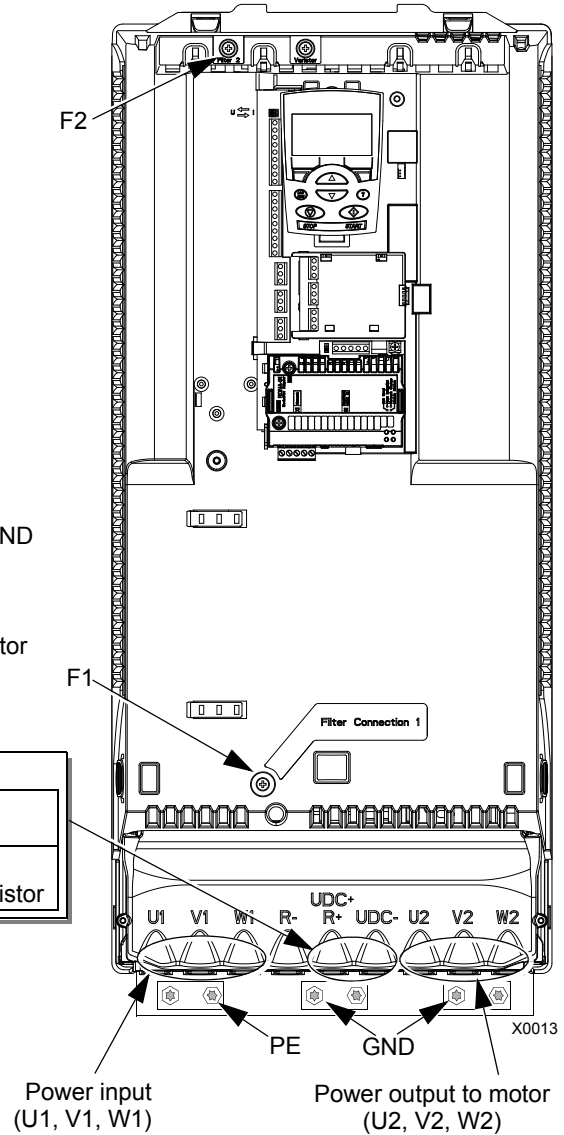 Filter 2
Varistor
F2
STOP START
ND
tor
F1
Filter Connection 1
istor
UDC+
U1 V1 W1 R- R+ UDC- U2 V2 W2
X0013
PE
GND
Power input
(U1, V1, W1)
Power output to motor
(U2, V2, W2)